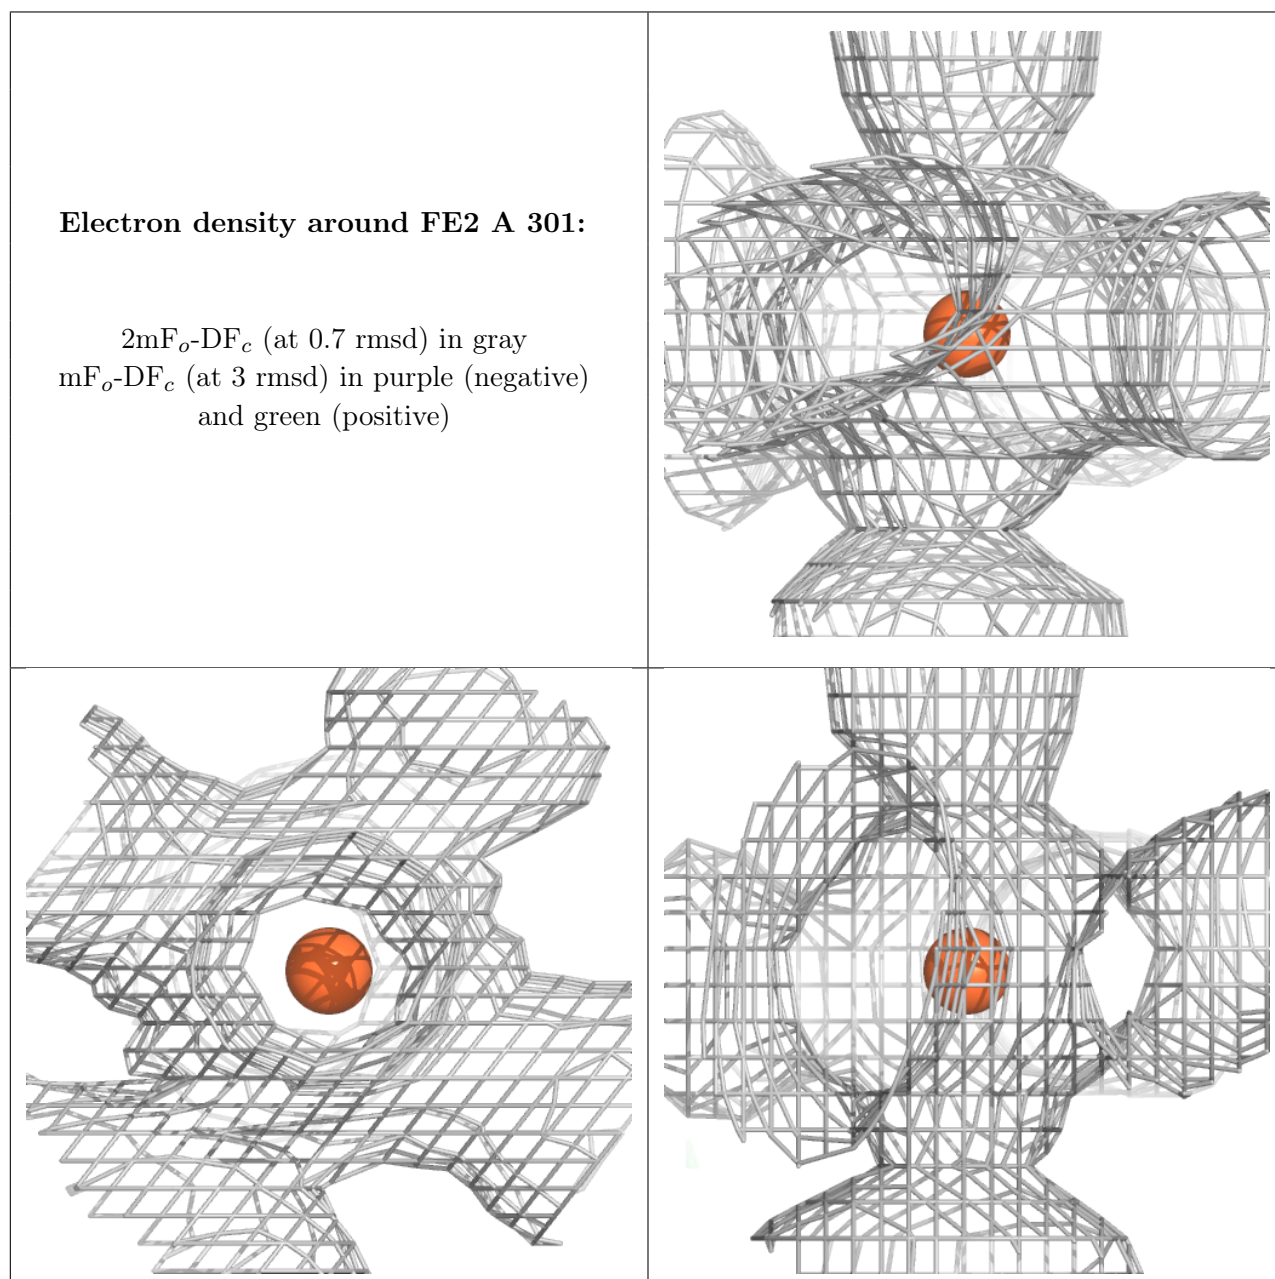 Electron density around FE2 A 301:
2mFo-DFc (at 0.7 rmsd) in gray
mFo-DFc (at 3 rmsd) in purple (negative)
and green (positive)